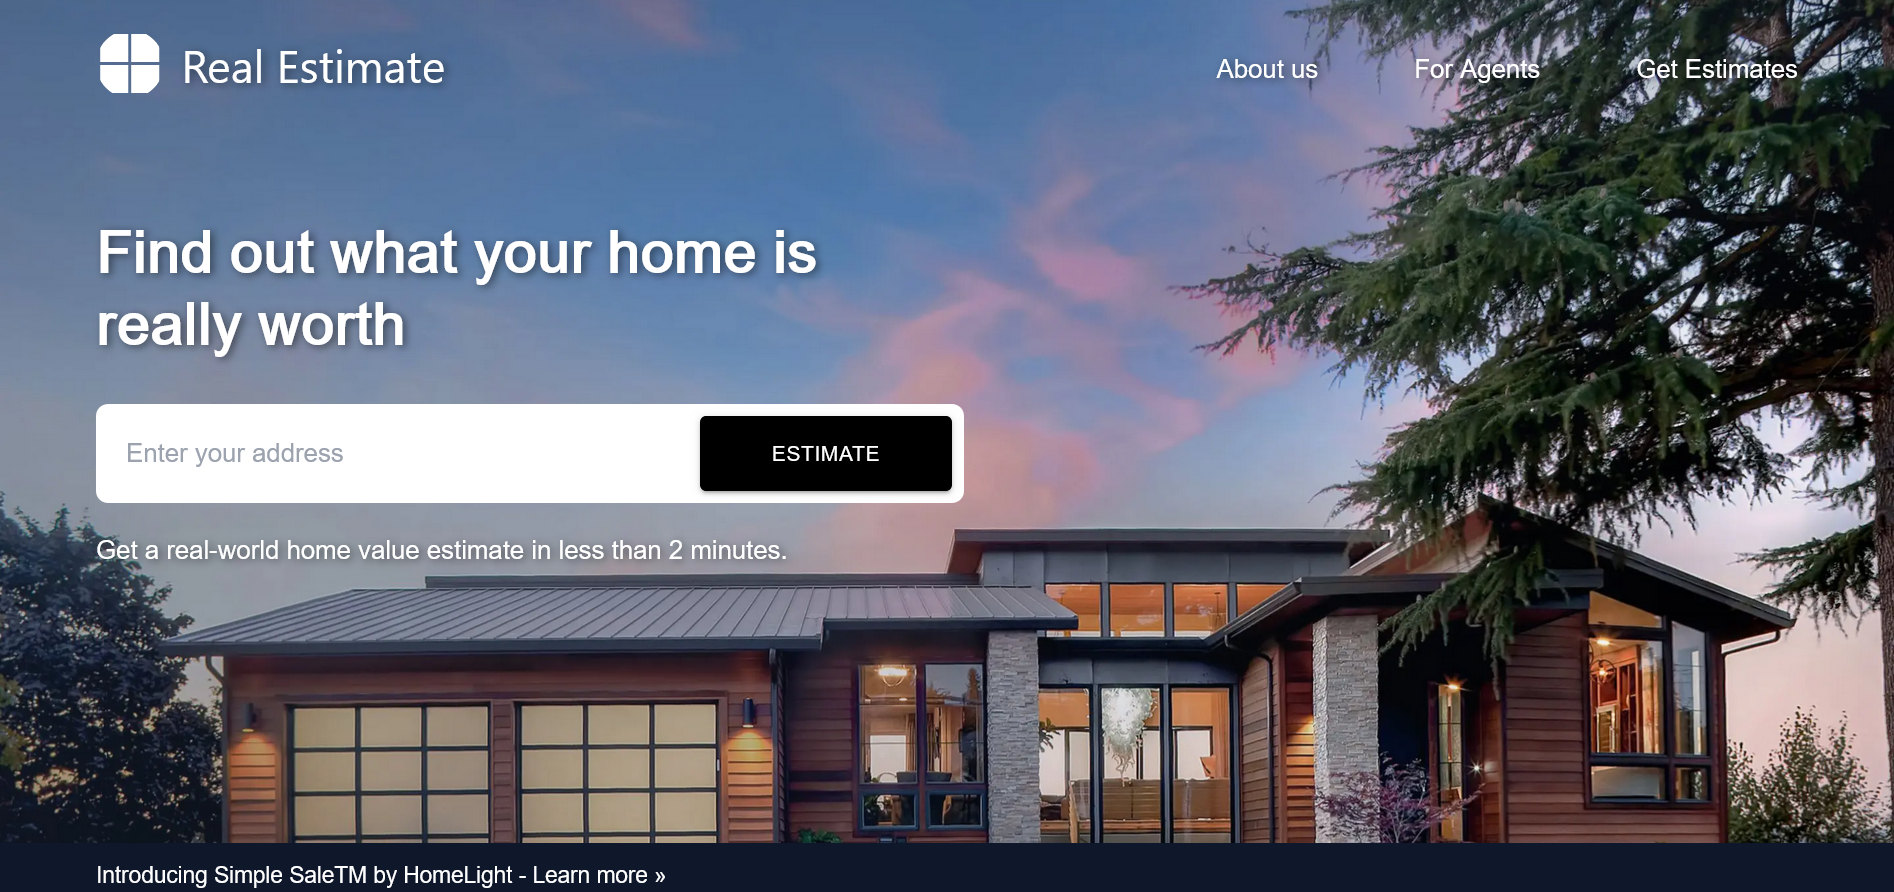 Real Estimate
About us
For Agents
Get Estimates
Find out what your home is
really worth
Enter your address
ESTIMATE
Get a real-world home value estimate in less than 2 minutes.
Introducing Simple SaleTM by HomeLight - Learn more »